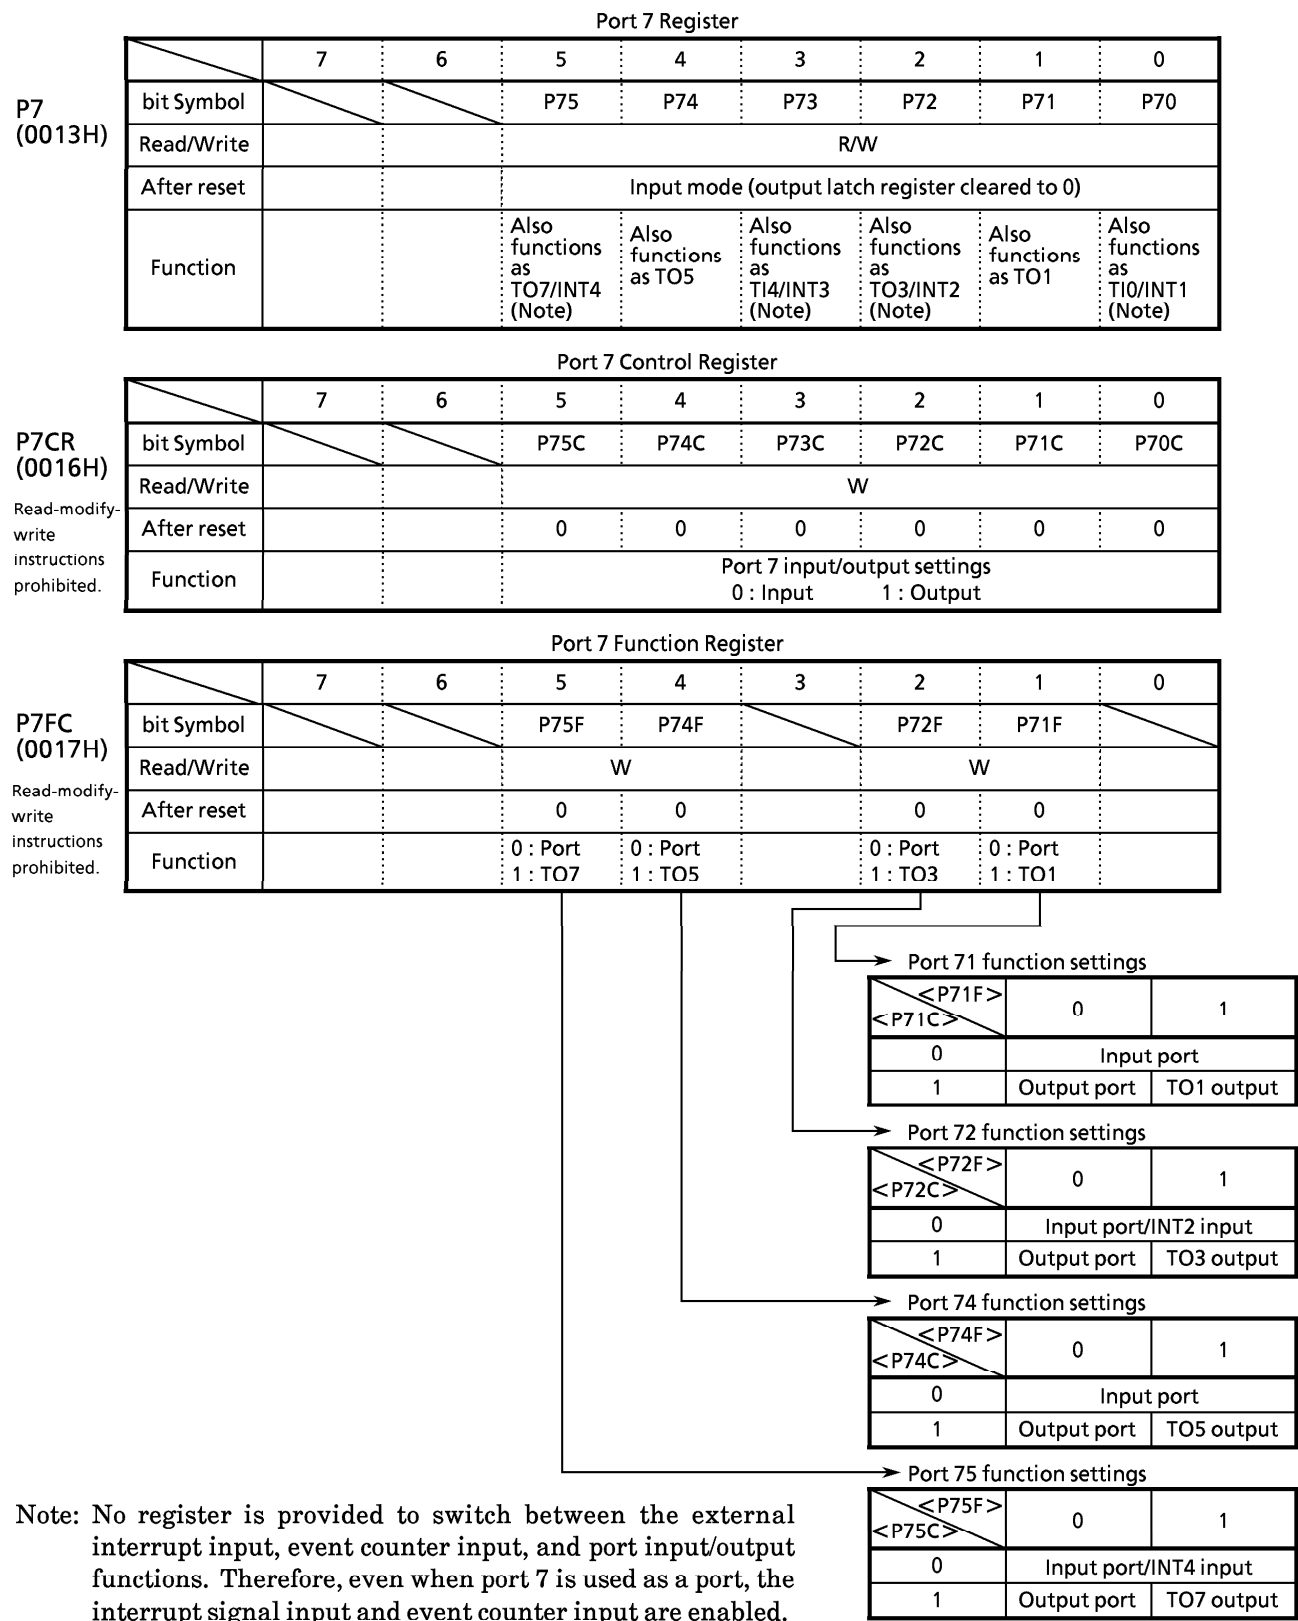 Port 7 Register
7 6 5 4 3 2 1 0
P7
(0013H)
bit Symbol P75 P74 P73 P72 P71 P70
Read/Write R/W
After reset Input mode (output latch register cleared to 0)
Function
Also functions as TO7/INT4 (Note)
Also functions as TO5
Also functions as TI4/INT3 (Note)
Also functions as TO3/INT2 (Note)
Also functions as TO1
Also functions as TI0/INT1 (Note)
Port 7 Control Register
7 6 5 4 3 2 1 0
P7CR
(0016H)
Read-modify-
write
instructions
prohibited.
bit Symbol P75C P74C P73C P72C P71C P70C
Read/Write W
After reset 0 0 0 0 0 0
Function
Port 7 input/output settings
0 : Input 1 : Output
Port 7 Function Register
7 6 5 4 3 2 1 0
P7FC
(0017H)
Read-modify-
write
instructions
prohibited.
bit Symbol P75F P74F P72F P71F
Read/Write W W
After reset 0 0 0 0
Function
0 : Port 0 : Port 0 : Port 0 : Port
1 : TO7 1 : TO5 1 : TO3 1 : TO1
Port 71 function settings
<P71F>
<P71C>
0 1
0 Input port
1 Output port TO1 output
Port 72 function settings
<P72F>
<P72C>
0 1
0 Input port/INT2 input
1 Output port TO3 output
Port 74 function settings
<P74F>
<P74C>
0 1
0 Input port
1 Output port TO5 output
Port 75 function settings
<P75F>
<P75C>
0 1
0 Input port/INT4 input
1 Output port TO7 output
Note: No register is provided to switch between the external
interrupt input, event counter input, and port input/output
functions. Therefore, even when port 7 is used as a port, the
interrupt signal input and event counter input are enabled.